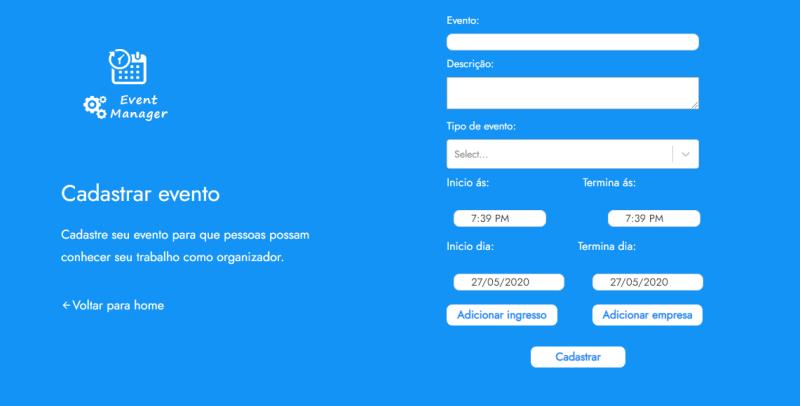 Event
Manager
Cadastrar evento
Cadastre seu evento para que pessoas possam
conhecer seu trabalho como organizador.
←Voltar para home
Evento:
Descrição:
Tipo de evento:
Select...
Inicio ás:
Termina ás:
7:39 PM
7:39 PM
Inicio dia:
Termina dia:
27/05/2020
27/05/2020
Adicionar ingresso
Adicionar empresa
Cadastrar